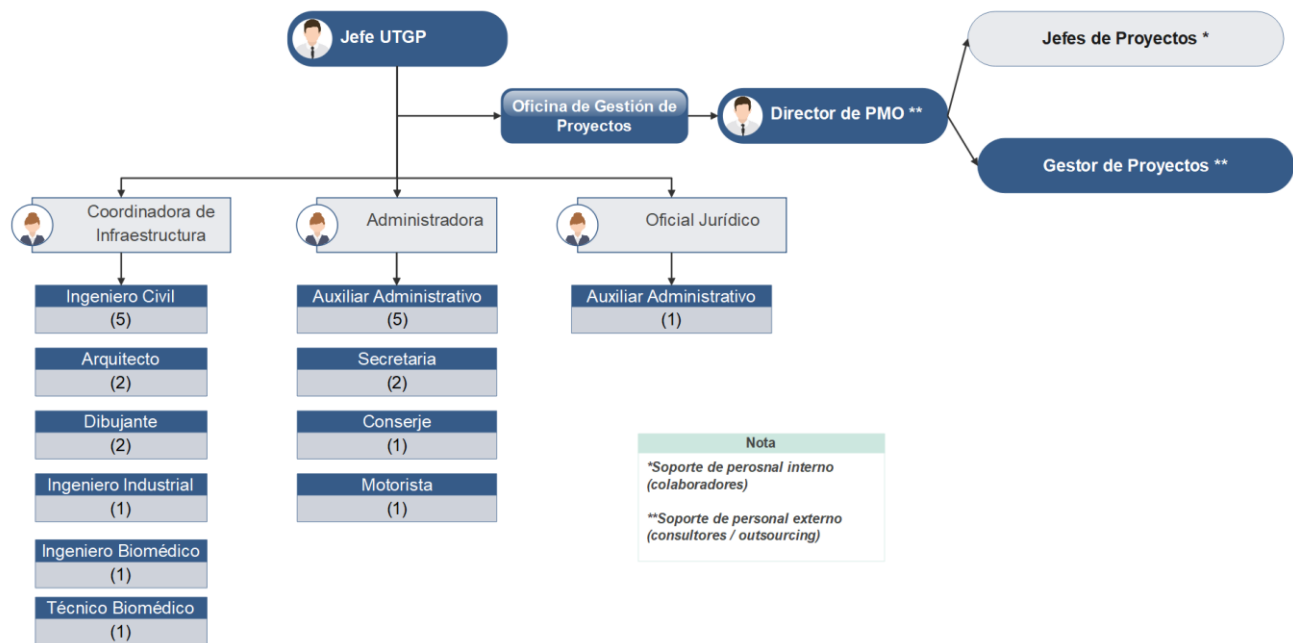 Jefe UTGP
Jefes de Proyectos *
Oficina de Gestión de
Proyectos
Director de PMO **
Gestor de Proyectos **
Coordinadora de
Infraestructura
Administradora
Oficial Jurídico
Ingeniero Civil
(5)
Arquitecto
(2)
Dibujante
(2)
Ingeniero Industrial
(1)
Ingeniero Biomédico
(1)
Técnico Biomédico
(1)
Auxiliar Administrativo
(5)
Secretaria
(2)
Conserje
(1)
Motorista
(1)
Auxiliar Administrativo
(1)
Nota
*Soporte de perosnal interno
(colaboradores)
**Soporte de personal externo
(consultores / outsourcing)